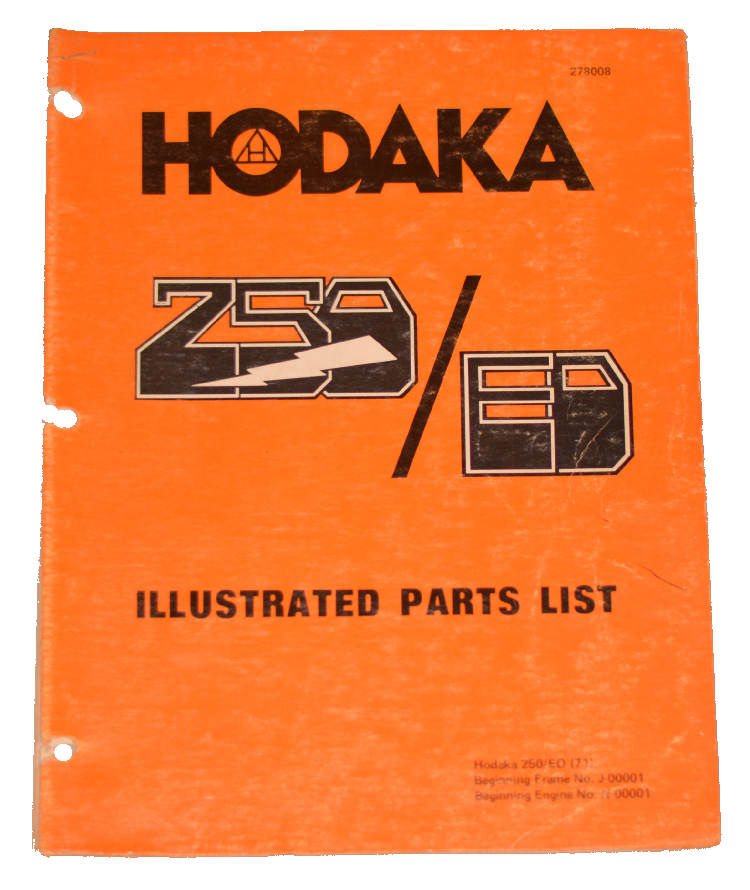 278008
HODAKA
H
250/ED
ILLUSTRATED PARTS LIST
Hodaka 250/ED (71)
Beginning Frame No. J-00001
Beginning Engine No. N-00001